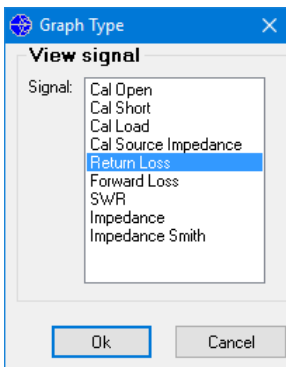 Graph Type
View signal
Signal:
Cal Open
Cal Short
Cal Load
Cal Source Impedance
Return Loss
Forward Loss
SWR
Impedance
Impedance Smith
Ok
Cancel